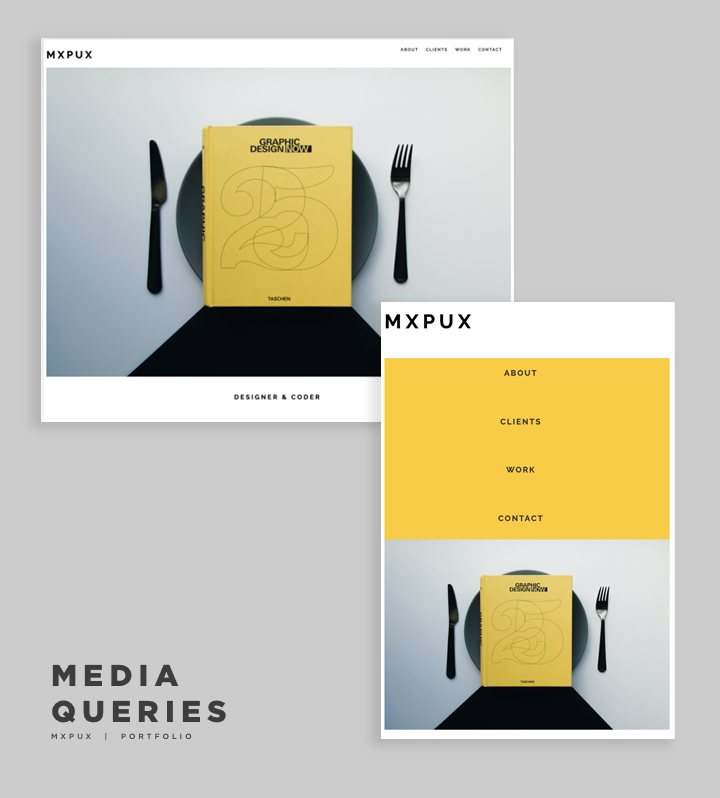 MXPUX
ABOUT CLIENTS WORK CONTACT
GRAPHIC
DESIGN NOW
TASCHEN
DESIGNER & CODER
MXPUX
ABOUT
CLIENTS
WORK
CONTACT
GRAPHIC
DESIGN NOW
TASCHEN
MEDIA
QUERIES
MXPUX | PORTFOLIO